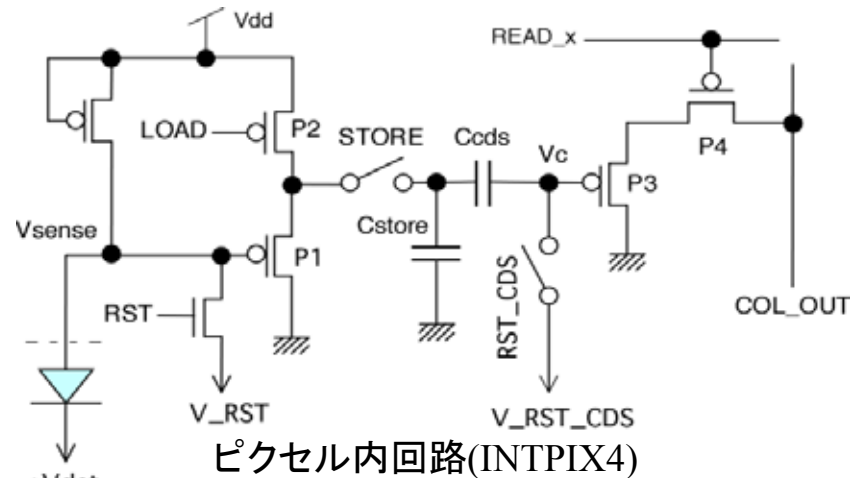 Vdd
READ_x
LOAD
P2
STORE
Ccds
Vc
P3
P4
Vsense
P1
Cstore
RST
RST_CDS
COL_OUT
V_RST
V_RST_CDS
ピクセル内回路(INTPIX4)